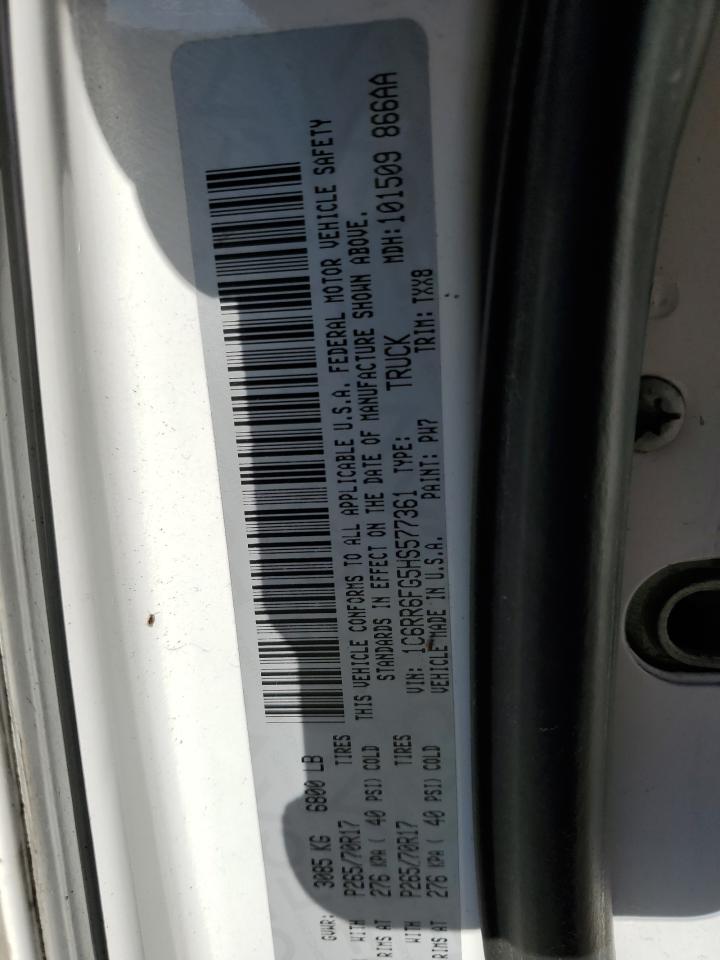 GVWR: 3085 KG 6800 LB
WITH P265/70R17 TIRES
RIMS AT 276 KPA ( 40 PSI) COLD
WITH P265/70R17 TIRES
RIMS AT 276 KPA ( 40 PSI) COLD
THIS VEHICLE CONFORMS TO ALL APPLICABLE U.S.A. FEDERAL MOTOR VEHICLE SAFETY
STANDARDS IN EFFECT ON THE DATE OF MANUFACTURE SHOWN ABOVE.
VIN: 1C6RR6FG5HS577361 TYPE: TRUCK MDH: 101509 866AA
VEHICLE MADE IN U.S.A. PAINT: PW7 TRIM: TXX8